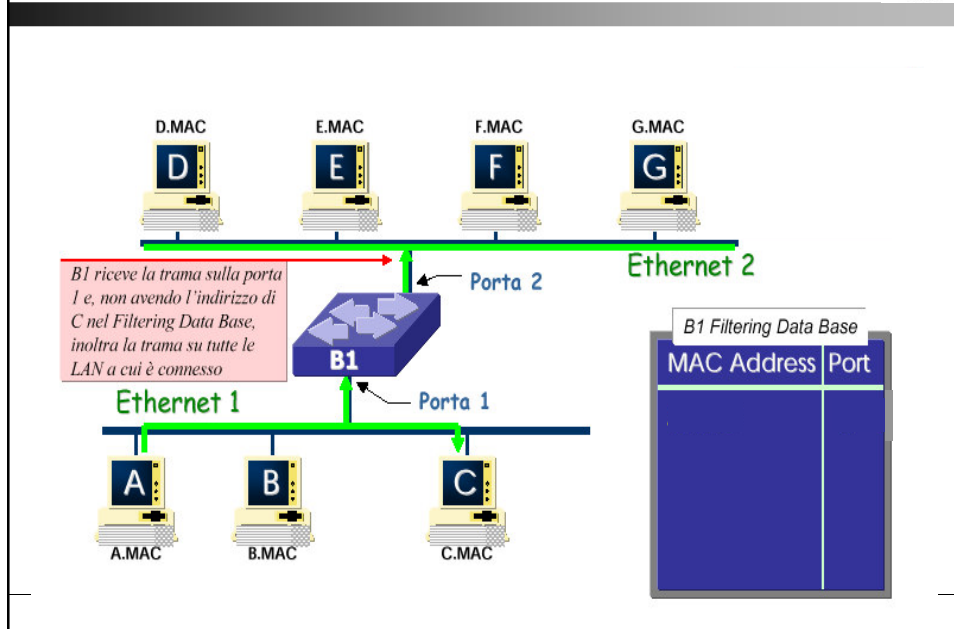 D.MAC E.MAC F.MAC G.MAC
D E F G
Ethernet 2
B1 riceve la trama sulla porta
1 e, non avendo l'indirizzo di
C nel Filtering Data Base,
inoltra la trama su tutte le
LAN a cui è connesso
Porta 2
B1
B1 Filtering Data Base
MAC Address Port
Ethernet 1
Porta 1
A B C
A.MAC B.MAC C.MAC